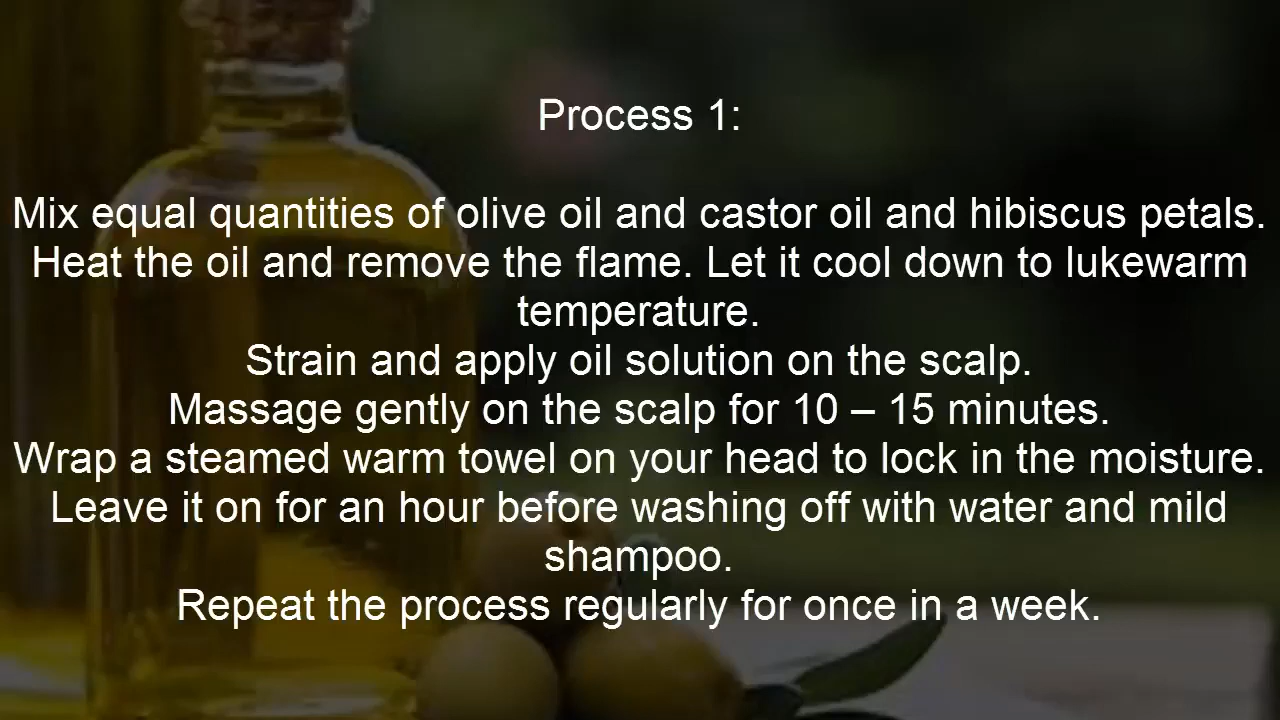 Process 1:
Mix equal quantities of olive oil and castor oil and hibiscus petals.
Heat the oil and remove the flame. Let it cool down to lukewarm
temperature.
Strain and apply oil solution on the scalp.
Massage gently on the scalp for 10 – 15 minutes.
Wrap a steamed warm towel on your head to lock in the moisture.
Leave it on for an hour before washing off with water and mild
shampoo.
Repeat the process regularly for once in a week.